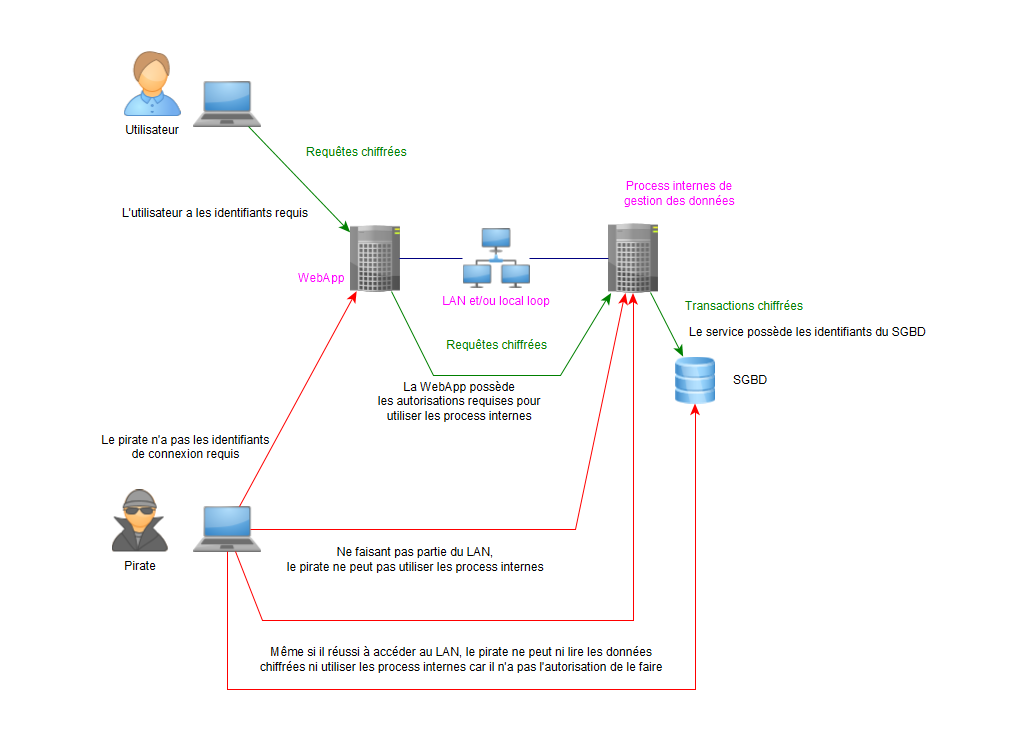 Utilisateur
Requêtes chiffrées
L'utilisateur a les identifiants requis
Process internes de
gestion des données
WebApp
LAN et/ou local loop
Transactions chiffrées
Le service possède les identifiants du SGBD
Requêtes chiffrées
SGBD
La WebApp possède
les autorisations requises pour
utiliser les process internes
Le pirate n'a pas les identifiants
de connexion requis
Pirate
Ne faisant pas partie du LAN,
le pirate ne peut pas utiliser les process internes
Même si il réussi à accéder au LAN, le pirate ne peut ni lire les données
chiffrées ni utiliser les process internes car il n'a pas l'autorisation de le faire